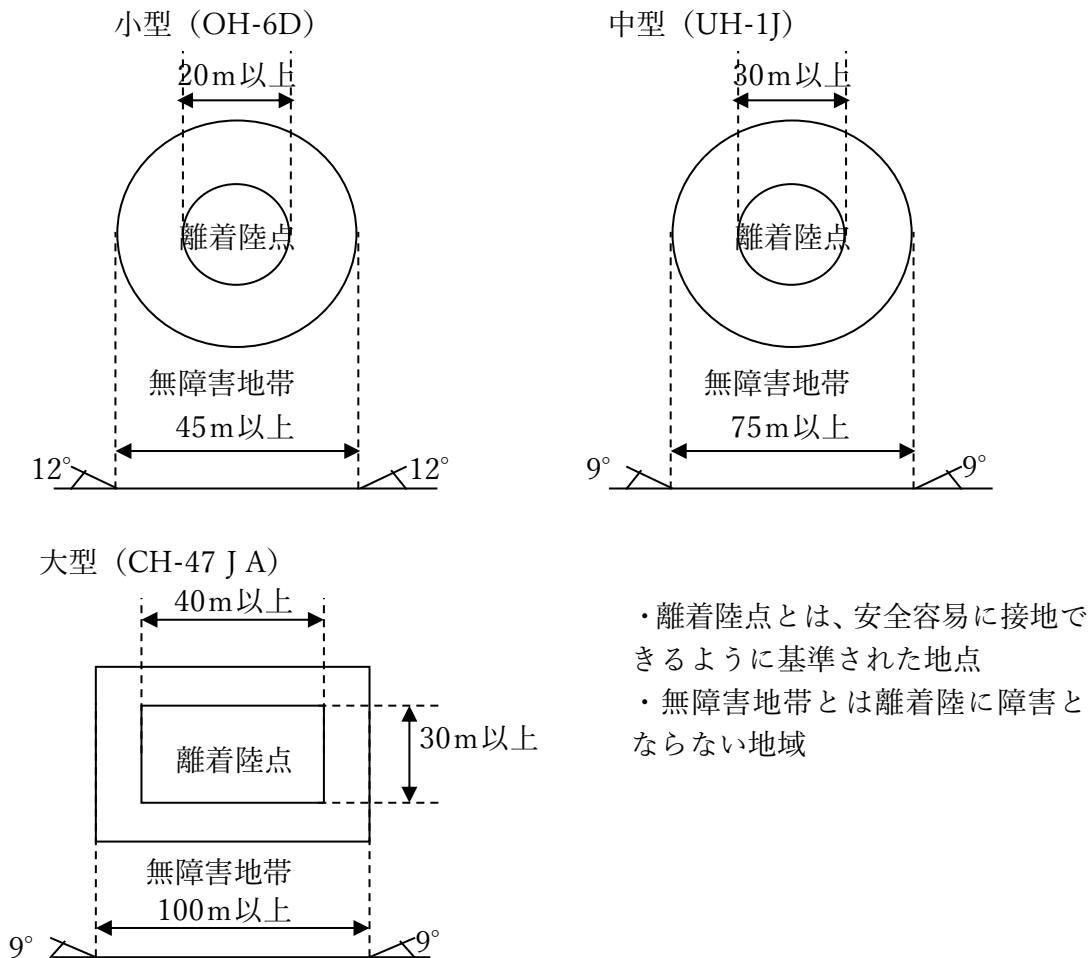 小型（OH-6D）
20m以上
離着陸点
無障害地帯
45m以上
12°
12°
中型（UH-1J）
30m以上
離着陸点
無障害地帯
75m以上
9°
9°
大型（CH-47 J A）
40m以上
30m以上
離着陸点
無障害地帯
100m以上
9°
9°
・離着陸点とは、安全容易に接地で
きるように基準された地点
・無障害地帯とは離着陸に障害と
ならない地域